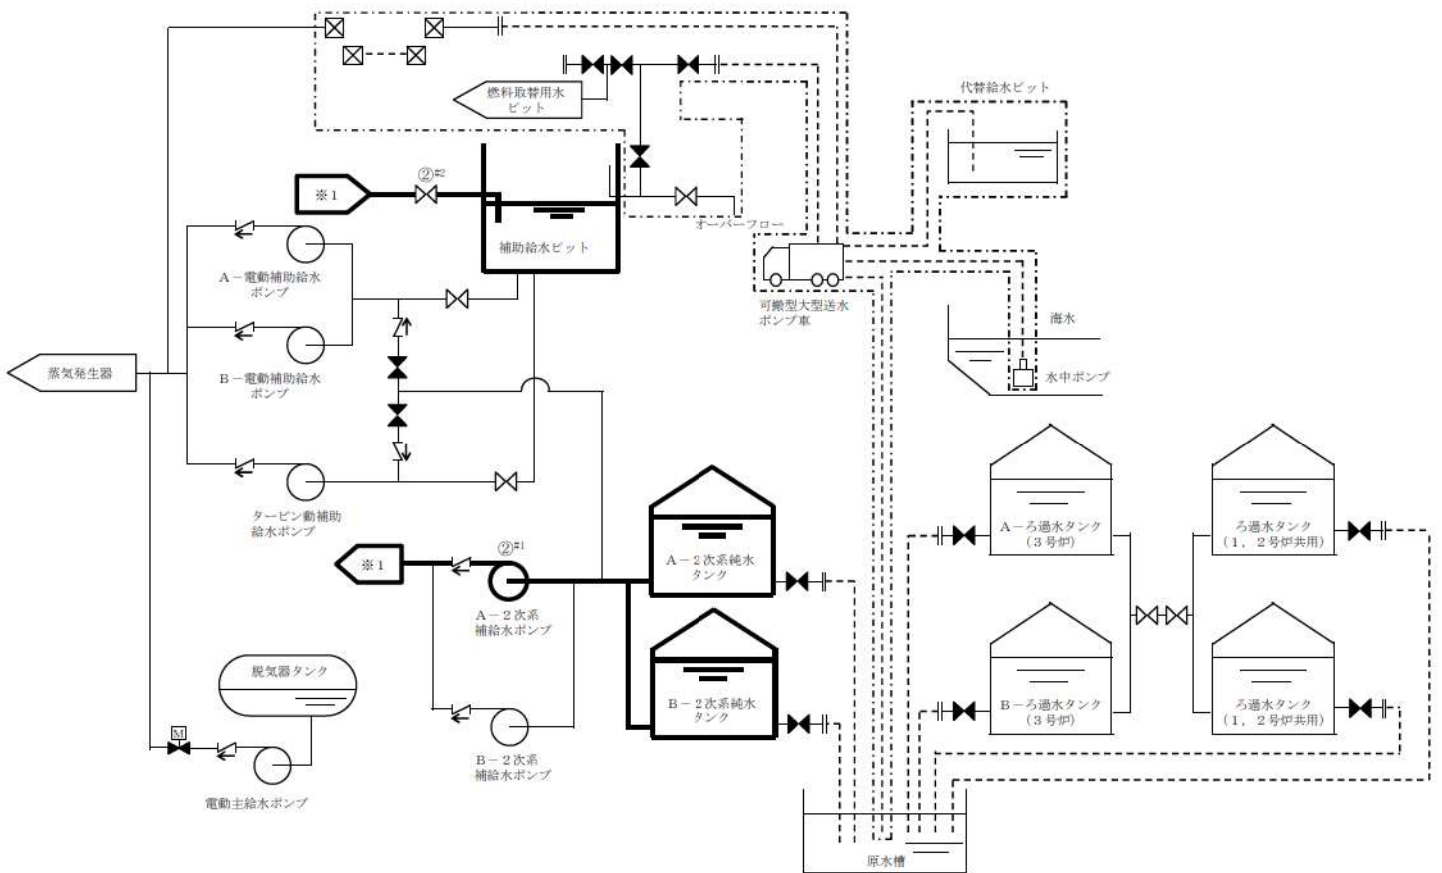 代替給水ピット
燃料取替用水
ピット
②#2
※1
オーバーフロー
補助給水ピット
A－電動補助給水
ポンプ
可搬型大型送水
ポンプ車
海水
蒸気発生器
B－電動補助給水
ポンプ
水中ポンプ
タービン動補助
給水ポンプ
A－ろ過水タンク
（3号炉）
ろ過水タンク
（1，2号炉共用）
②#1
※1
A－2次系純水
タンク
A－2次系
補給水ポンプ
脱気器タンク
B－2次系純水
タンク
B－ろ過水タンク
（3号炉）
ろ過水タンク
（1，2号炉共用）
M
B－2次系
補給水ポンプ
電動主給水ポンプ
原水槽